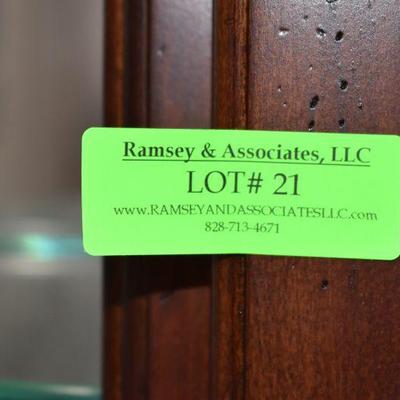 Ramsey & Associates, LLC
LOT# 21
www.RAMSEYANDASSOCIATESLLC.com
828-713-4671